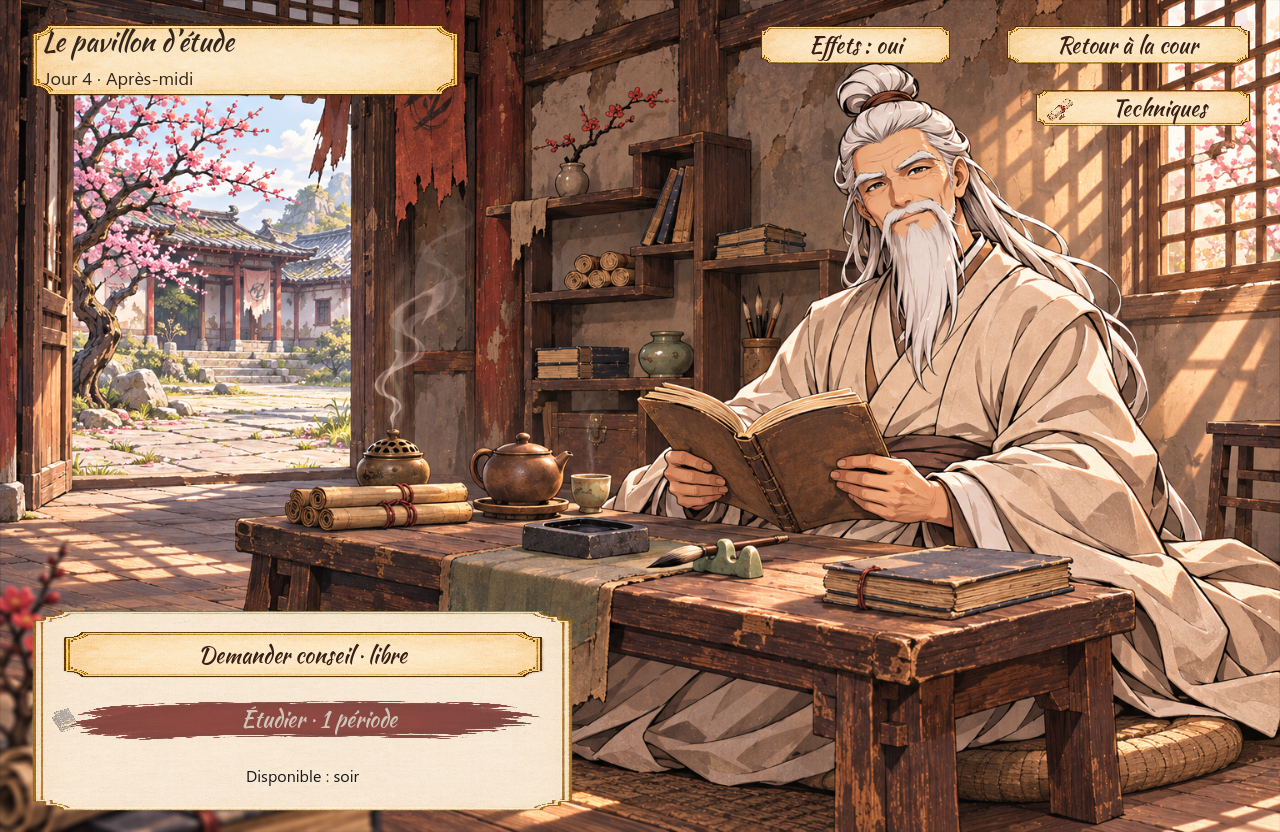 Le pavillon d'étude
Jour 4 · Après-midi
Effets : oui
Retour à la cour
Techniques
Demander conseil · libre
Étudier · 1 période
Disponible : soir